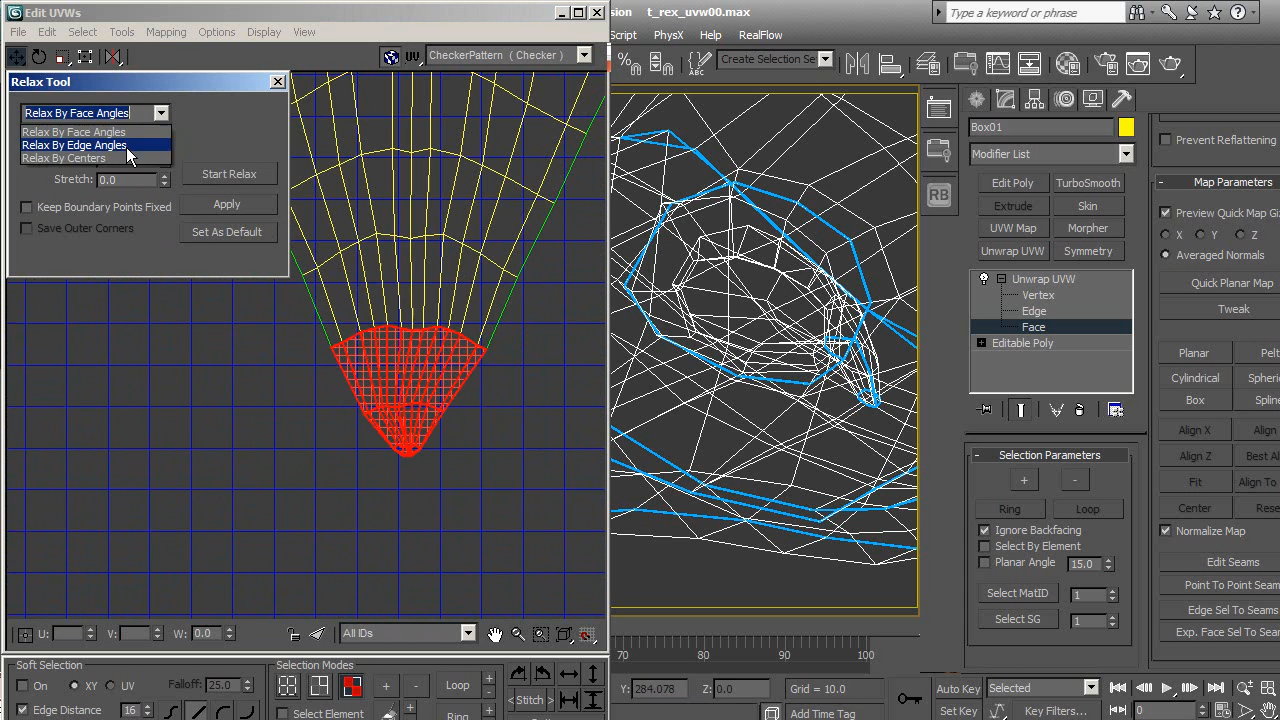 Edit UVWs
File Edit Select Tools Mapping Options Display View
UV
CheckerPattern ( Checker )
Relax Tool
Relax By Face Angles
Relax By Face Angles
Relax By Edge Angles
Relax By Centers
Stretch: 0.0
Start Relax
Keep Boundary Points Fixed
Apply
Save Outer Corners
Set As Default
U: V: W: 0.0
All IDs
Soft Selection
On XY UV Falloff: 25.0
Edge Distance 16
Selection Modes
+ - Loop + -
Select Element
Ring
Stitch
sion t_rex_uvw00.max
Type a keyword or phrase
Script PhysX Help RealFlow
ABC
Create Selection Se
RB
70 80 90 100
Y: 284.078 Z: 0.0 Grid = 10.0
Add Time Tag
Auto Key Selected
Set Key Key Filters...
0
Box01
Modifier List
Edit Poly TurboSmooth
Extrude Skin
UVW Map Morpher
Unwrap UVW Symmetry
Unwrap UVW
Vertex
Edge
Face
Editable Poly
- Selection Parameters
+ -
Ring Loop
Ignore Backfacing
Select By Element
Planar Angle 15.0
Select MatID 1
Select SG 1
Prevent Reflattening
- Map Parameters
Preview Quick Map Gi
X Y Z
Averaged Normals
Quick Planar Map
Tweak
Planar Pelt
Cylindrical Spheri
Box Spline
Align X Align
Align Z Best Al
Fit Align To
Center Rese
Normalize Map
Edit Seams
Point To Point Seam
Edge Sel To Seams
Exp. Face Sel To Sear